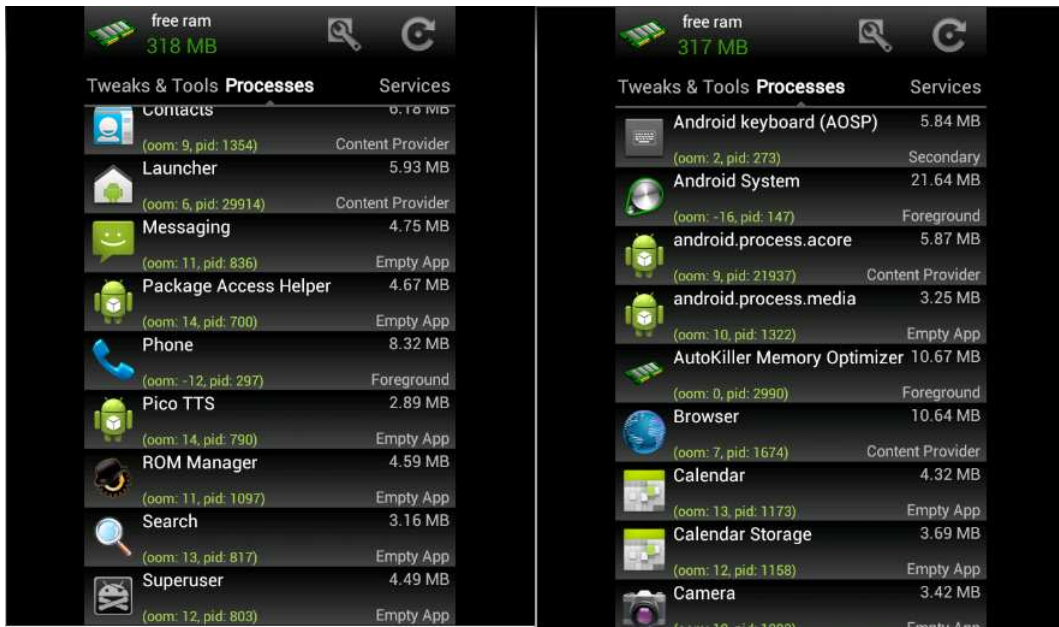 free ram
318 MB
Tweaks & Tools Processes Services
Contacts 6.18 MB
(oom: 9, pid: 1354) Content Provider
Launcher 5.93 MB
(oom: 6, pid: 29914) Content Provider
Messaging 4.75 MB
(oom: 11, pid: 836) Empty App
Package Access Helper 4.67 MB
(oom: 14, pid: 700) Empty App
Phone 8.32 MB
(oom: -12, pid: 297) Foreground
Pico TTS 2.89 MB
(oom: 14, pid: 790) Empty App
ROM Manager 4.59 MB
(oom: 11, pid: 1097) Empty App
Search 3.16 MB
(oom: 13, pid: 817) Empty App
Superuser 4.49 MB
(oom: 12, pid: 803) Empty App
free ram
317 MB
Tweaks & Tools Processes Services
Android keyboard (AOSP) 5.84 MB
(oom: 2, pid: 273) Secondary
Android System 21.64 MB
(oom: -16, pid: 147) Foreground
android.process.acore 5.87 MB
(oom: 9, pid: 21937) Content Provider
android.process.media 3.25 MB
(oom: 10, pid: 1322) Empty App
AutoKiller Memory Optimizer 10.67 MB
(oom: 0, pid: 2990) Foreground
Browser 10.64 MB
(oom: 7, pid: 1674) Content Provider
Calendar 4.32 MB
(oom: 13, pid: 1173) Empty App
Calendar Storage 3.69 MB
(oom: 12, pid: 1158) Empty App
Camera 3.42 MB